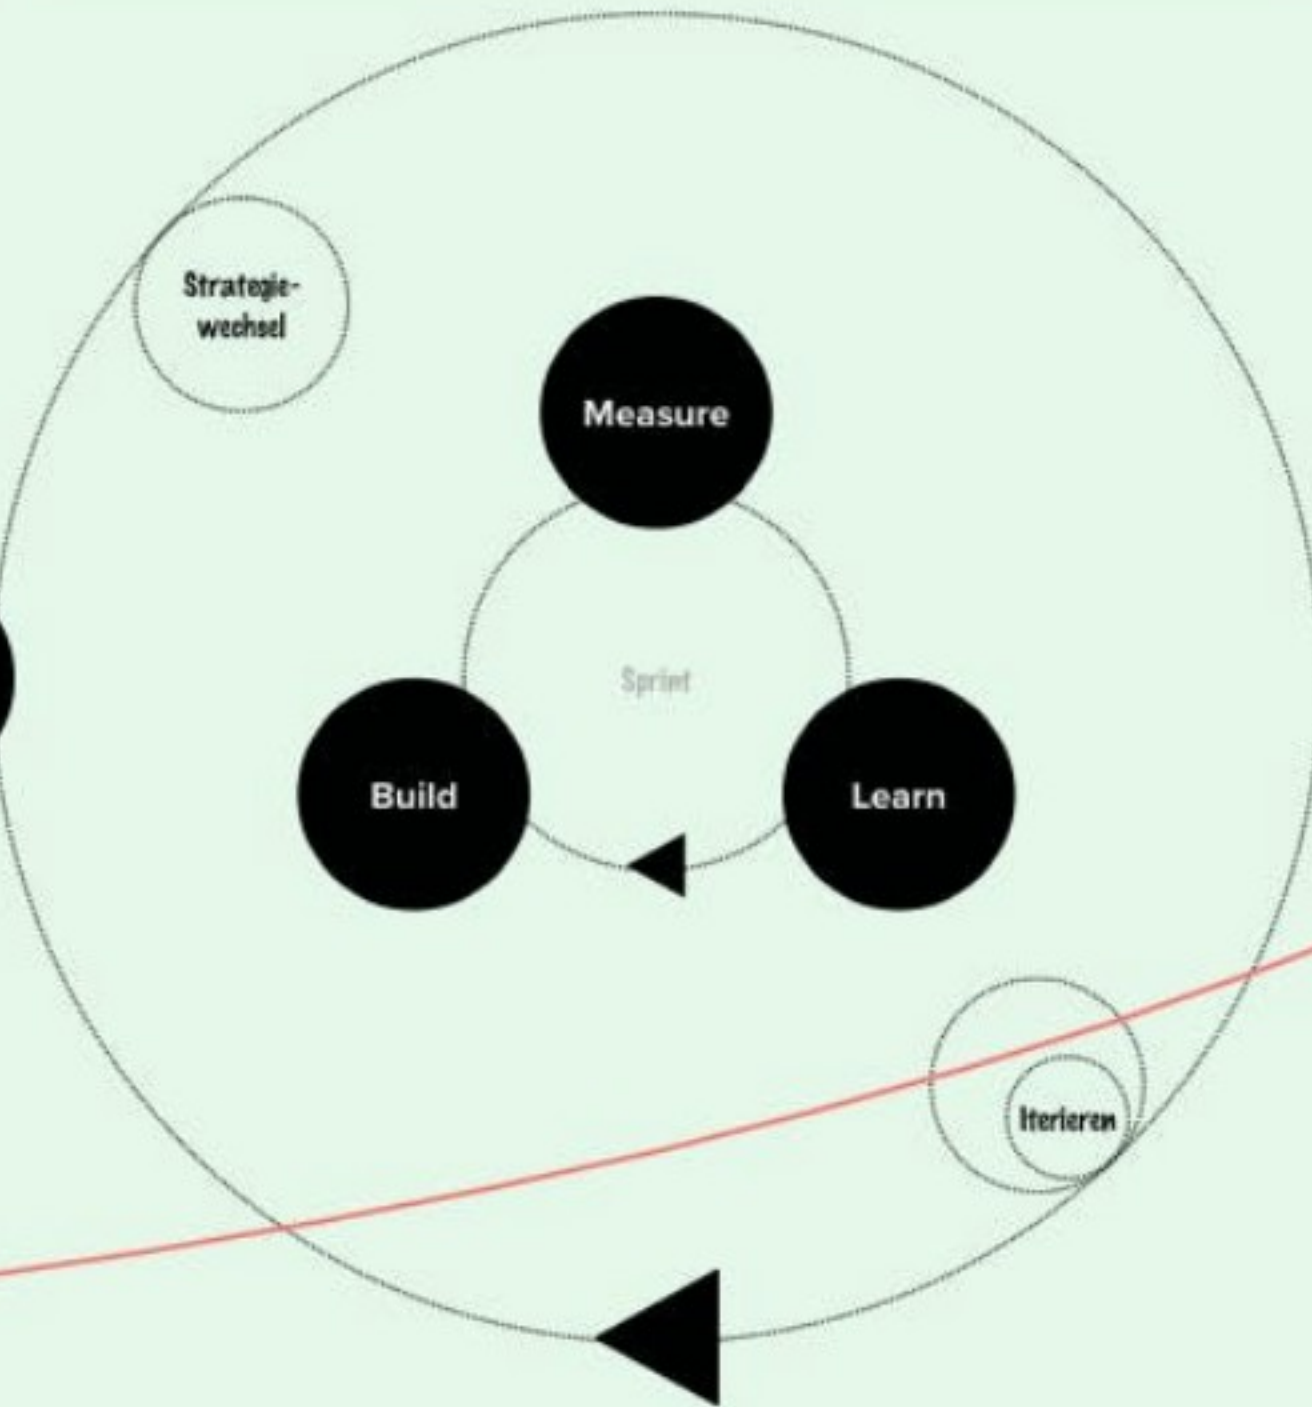 Strategie-
wechsel
Measure
Sprint
Build
Learn
Iterieren